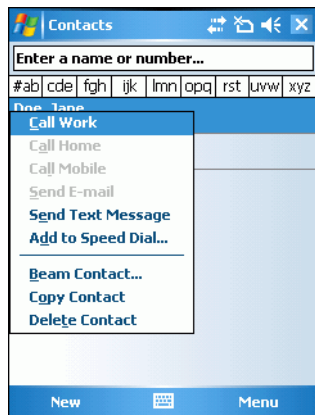 Contacts
Enter a name or number...
#ab cde fgh ijk lmn opq rst uvw xyz
Doe, Jane
Call Work
Call Home
Call Mobile
Send E-mail
Send Text Message
Add to Speed Dial...
Beam Contact...
Copy Contact
Delete Contact
New Menu